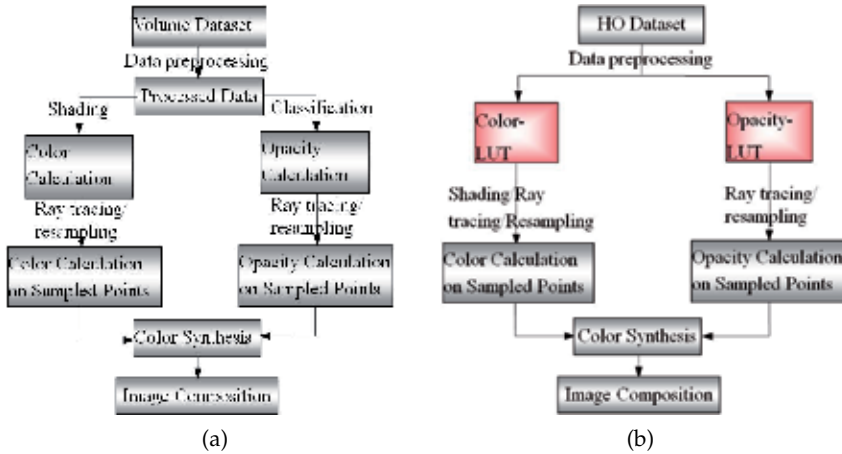 Volume Dataset
Data preprocessing
Processed Data
Shading
Classification
Color
Calculation
Opacity
Calculation
Ray tracing/
resampling
Ray tracing/
resampling
Color Calculation
on Sampled Points
Opacity Calculation
on Sampled Points
Color Synthesis
Image Composition
(a)
HO Dataset
Data preprocessing
Color-
LUT
Opacity-
LUT
Shading/Ray
tracing/Resampling
Ray tracing/
resampling
Color Calculation
on Sampled Points
Opacity Calculation
on Sampled Points
Color Synthesis
Image Composition
(b)